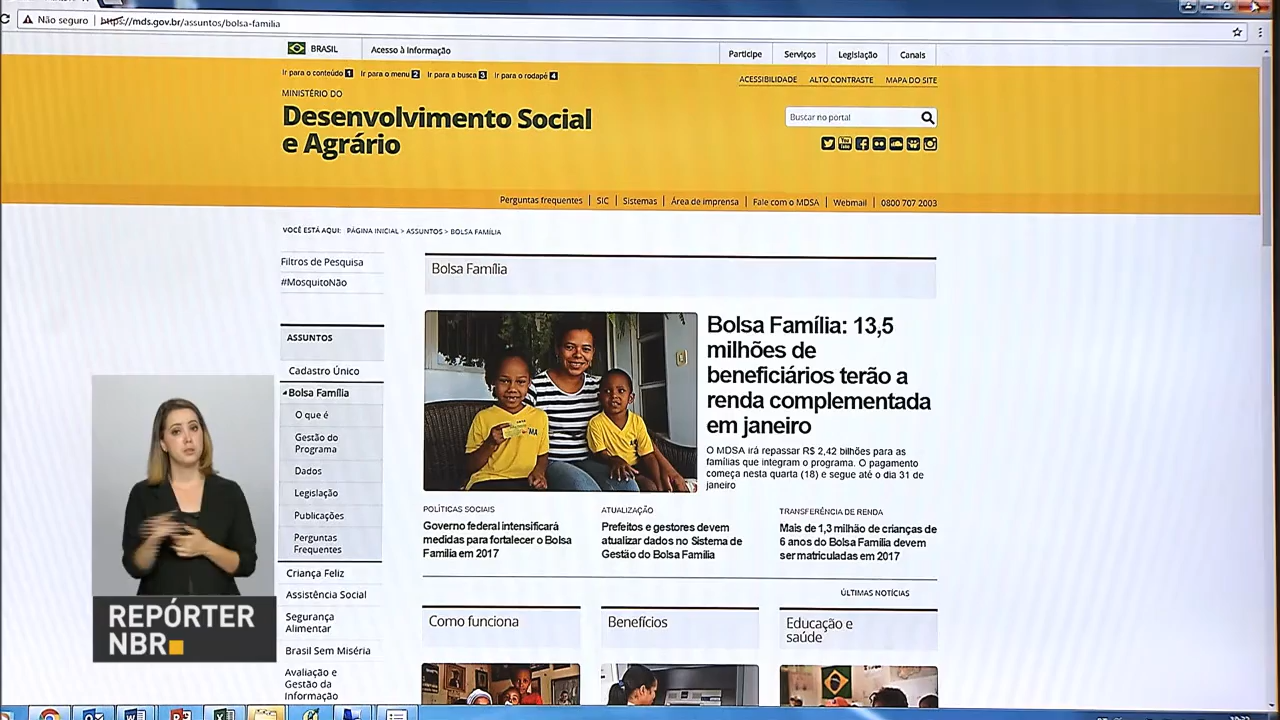 Não seguro
https://mds.gov.br/assuntos/bolsa-familia
BRASIL
Acesso à Informação
Participe
Serviços
Legislação
Canais
Ir para o conteúdo 1 Ir para o menu 2 Ir para a busca 3 Ir para o rodapé 4
ACESSIBILIDADE ALTO CONTRASTE MAPA DO SITE
MINISTÉRIO DO
Desenvolvimento Social
e Agrário
Buscar no portal
Perguntas frequentes | SIC | Sistemas | Área de imprensa | Fale com o MDSA | Webmail | 0800 707 2003
VOCÊ ESTÁ AQUI: PÁGINA INICIAL > ASSUNTOS > BOLSA FAMÍLIA
Filtros de Pesquisa
#MosquitoNão
ASSUNTOS
Cadastro Único
Bolsa Família
O que é
Gestão do
Programa
Dados
Legislação
Publicações
Perguntas
Frequentes
Criança Feliz
Assistência Social
Segurança
Alimentar
Brasil Sem Miséria
Avaliação e
Gestão da
Informação
Bolsa Família
Bolsa Família: 13,5
milhões de
beneficiários terão a
renda complementada
em janeiro
O MDSA irá repassar R$ 2,42 bilhões para as
famílias que integram o programa. O pagamento
começa nesta quarta (18) e segue até o dia 31 de
janeiro
POLÍTICAS SOCIAIS
Governo federal intensificará
medidas para fortalecer o Bolsa
Família em 2017
ATUALIZAÇÃO
Prefeitos e gestores devem
atualizar dados no Sistema de
Gestão do Bolsa Família
TRANSFERÊNCIA DE RENDA
Mais de 1,3 milhão de crianças de
6 anos do Bolsa Família devem
ser matriculadas em 2017
ÚLTIMAS NOTÍCIAS
Como funciona
Benefícios
Educação e
saúde
REPÓRTER
NBR